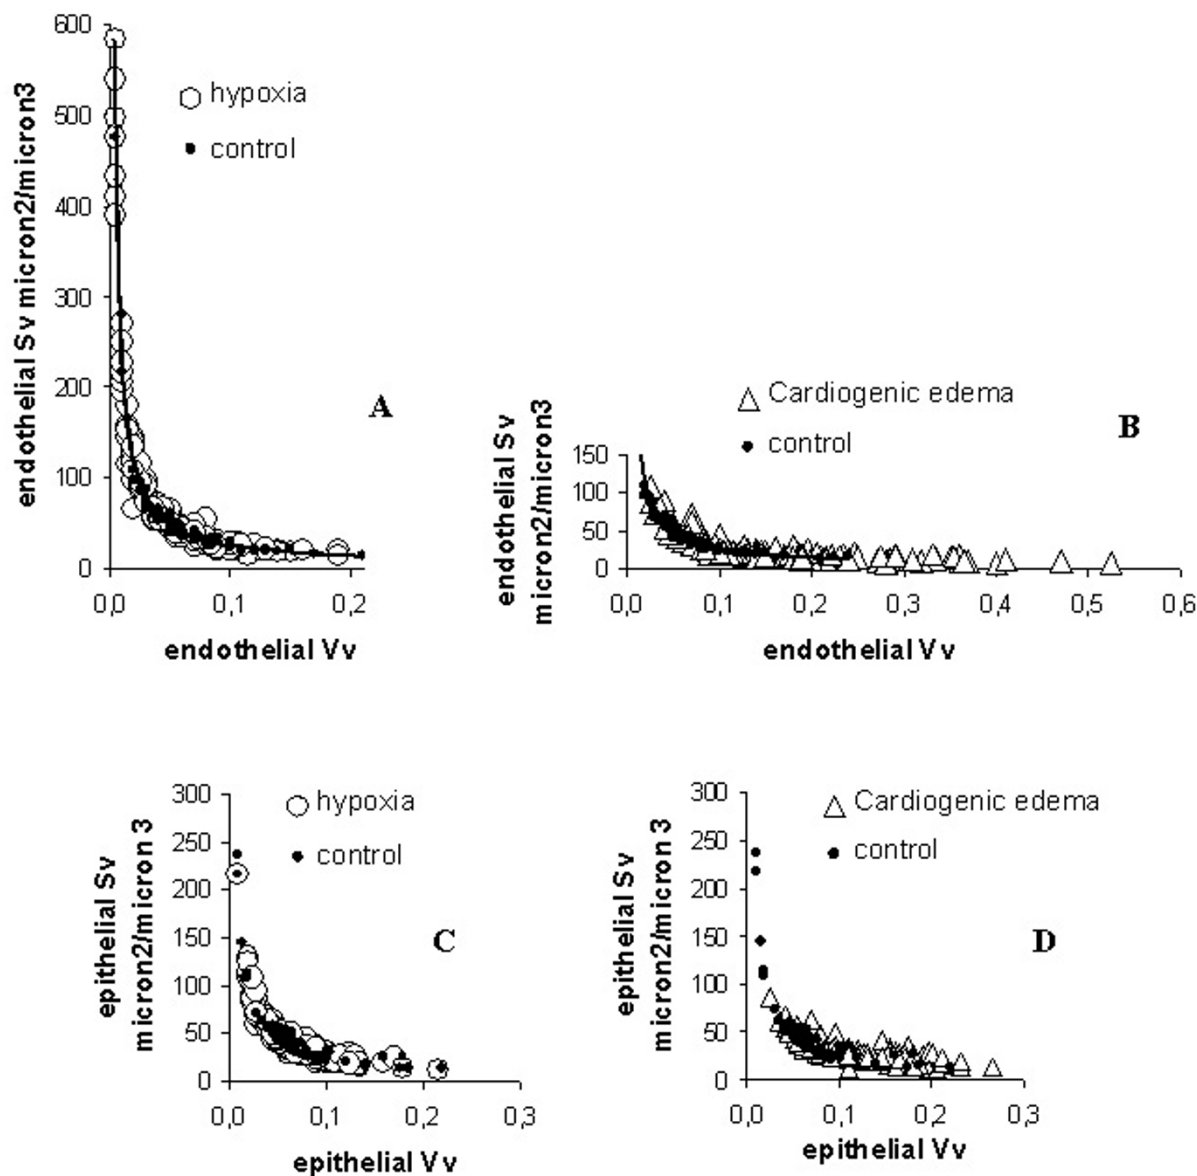 600
500
400
300
200
100
0
0,0 0,1 0,2
endothelial Sv micron2/micron3
endothelial Vv
hypoxia
control
A
Cardiogenic edema
control
B
150
100
50
0
0,0 0,1 0,2 0,3 0,4 0,5 0,6
endothelial Sv
micron2/micron3
endothelial Vv
300
250
200
150
100
50
0
0,0 0,1 0,2 0,3
epithelial Sv
micron2/micron 3
epithelial Vv
hypoxia
control
C
300
250
200
150
100
50
0
0,0 0,1 0,2 0,3
epithelial Sv
micron2/micron 3
epithelial Vv
Cardiogenic edema
control
D